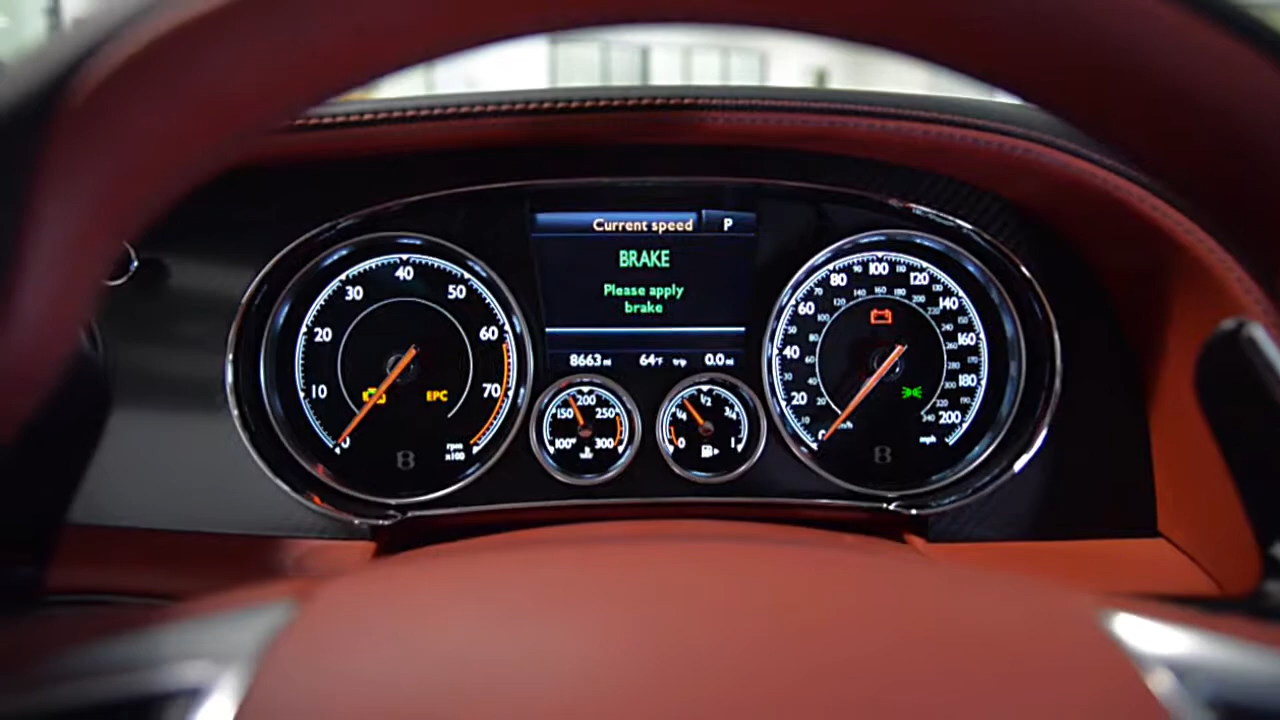 Current speed P
BRAKE
Please apply
brake
8663 mi 64°F trip 0.0 mi
0 10 20 30 40 50 60 70
rpm
x100
EPC
B
100° 150 200 250 300
0 1/4 1/2 3/4 1
0 20 40 60 80 100 120 140 160 180 200
mph
B